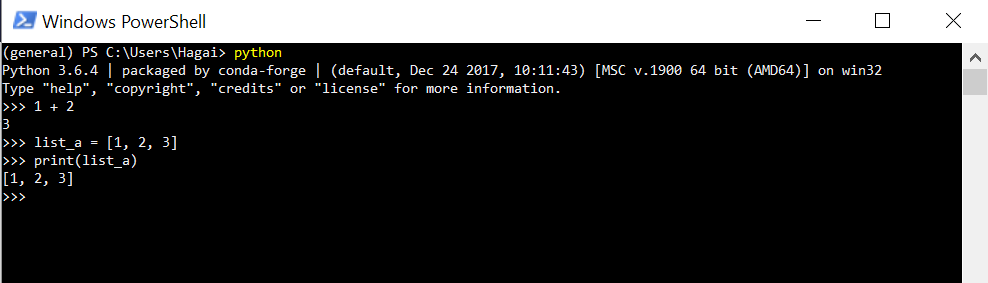 Windows PowerShell
(general) PS C:\Users\Hagai> python
Python 3.6.4 | packaged by conda-forge | (default, Dec 24 2017, 10:11:43) [MSC v.1900 64 bit (AMD64)] on win32
Type "help", "copyright", "credits" or "license" for more information.
>>> 1 + 2
3
>>> list_a = [1, 2, 3]
>>> print(list_a)
[1, 2, 3]
>>>